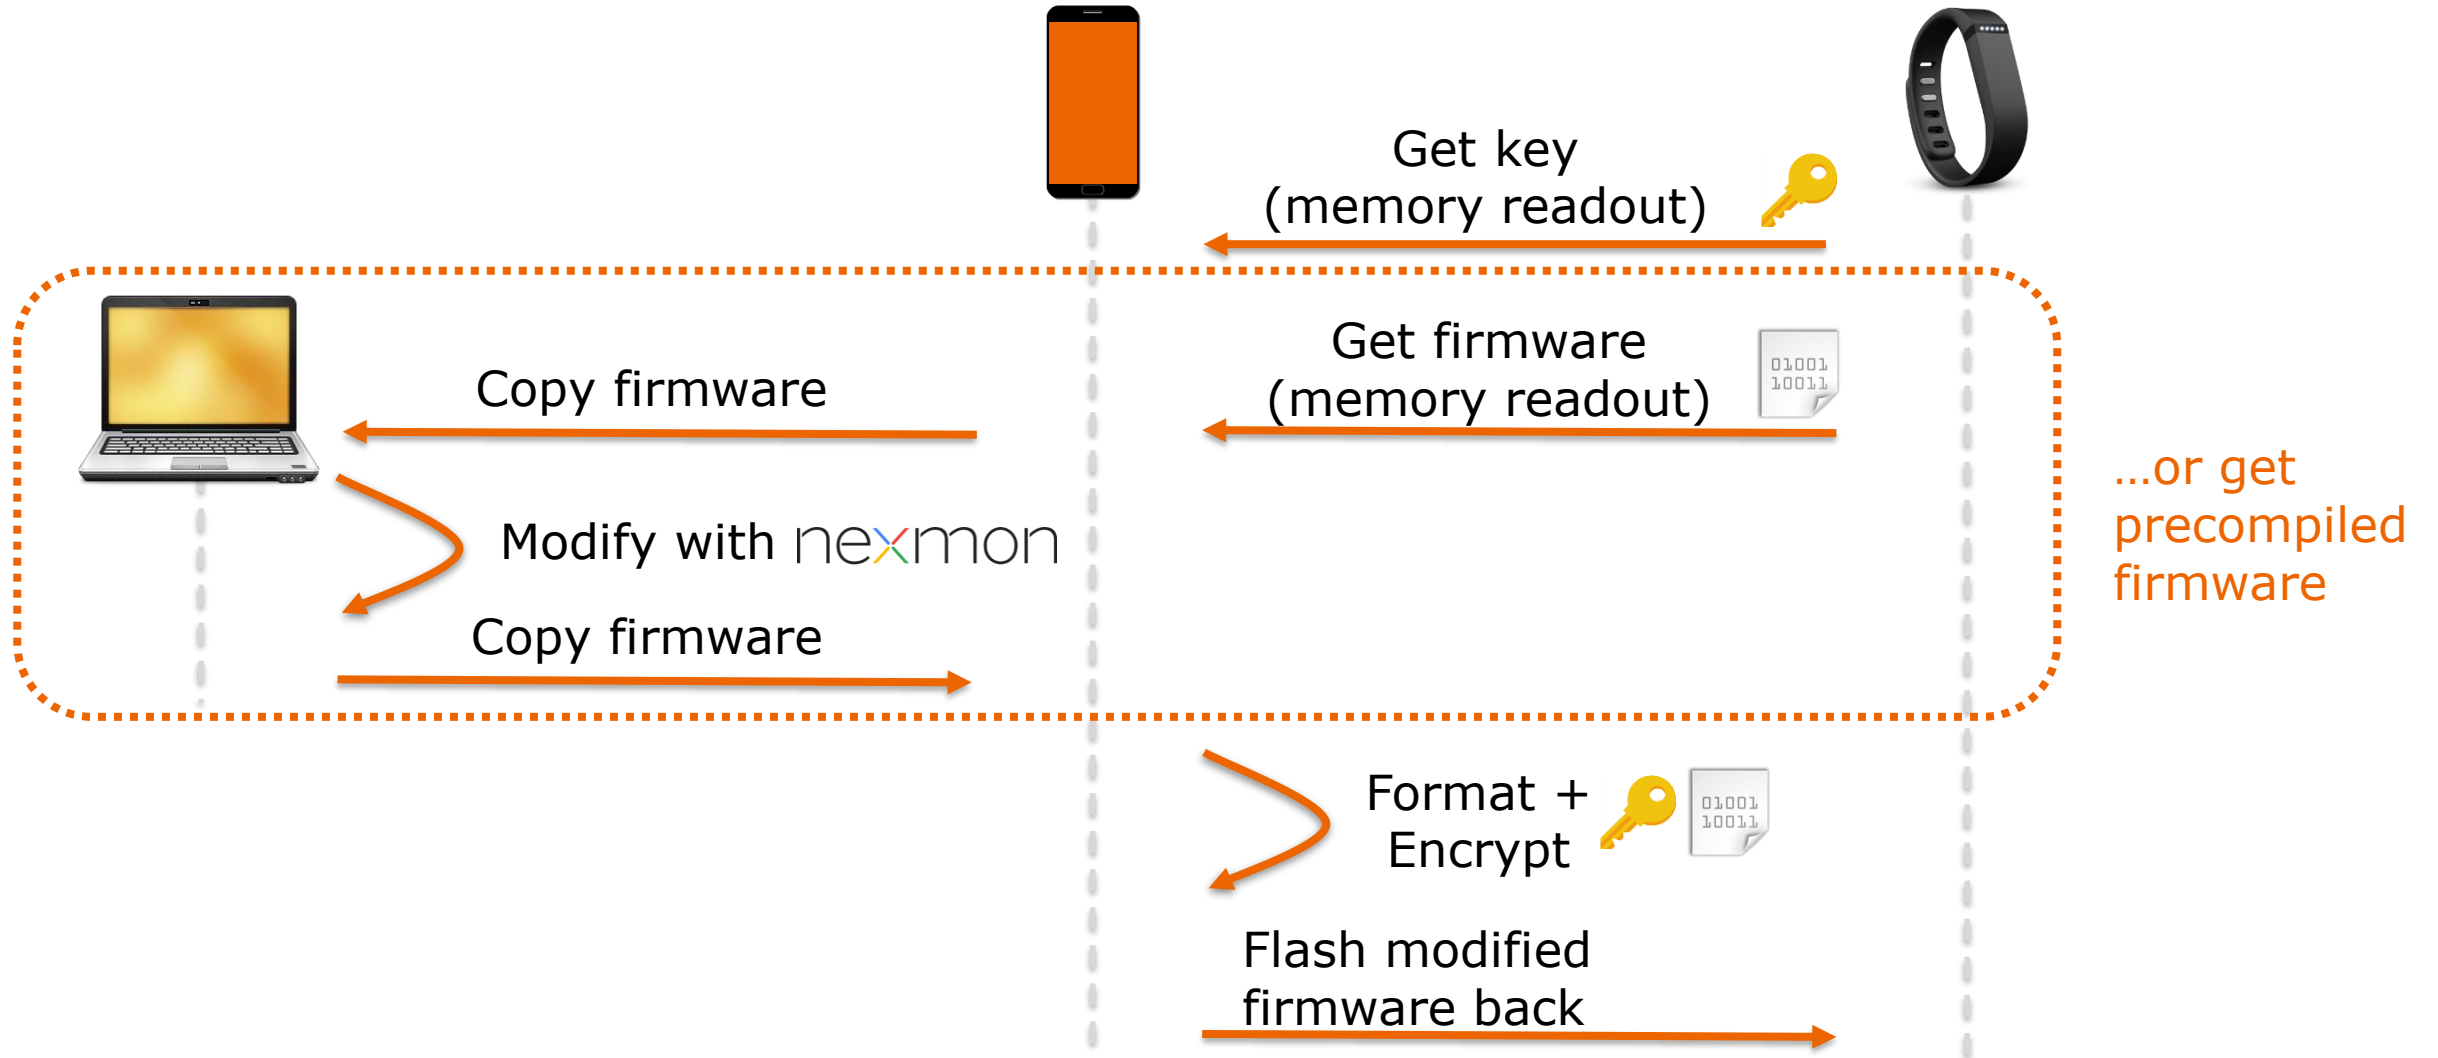 Get key
(memory readout)
Get firmware
(memory readout)
01001
10011
Copy firmware
Modify with nexmon
Copy firmware
…or get
precompiled
firmware
Format +
Encrypt
01001
10011
Flash modified
firmware back